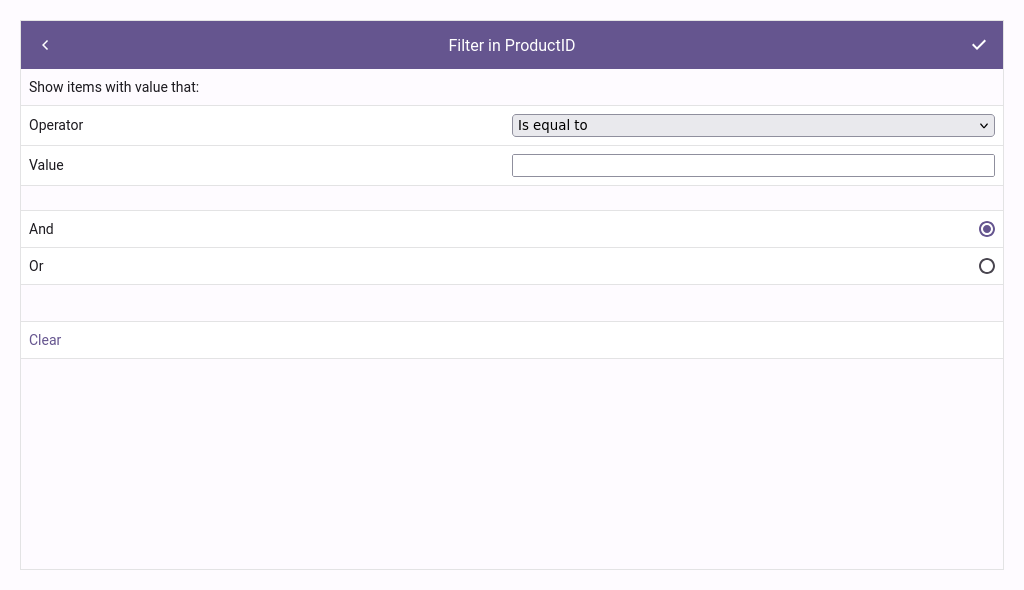 Filter in ProductID
Show items with value that:
Operator
Is equal to
Value
And
Or
Clear